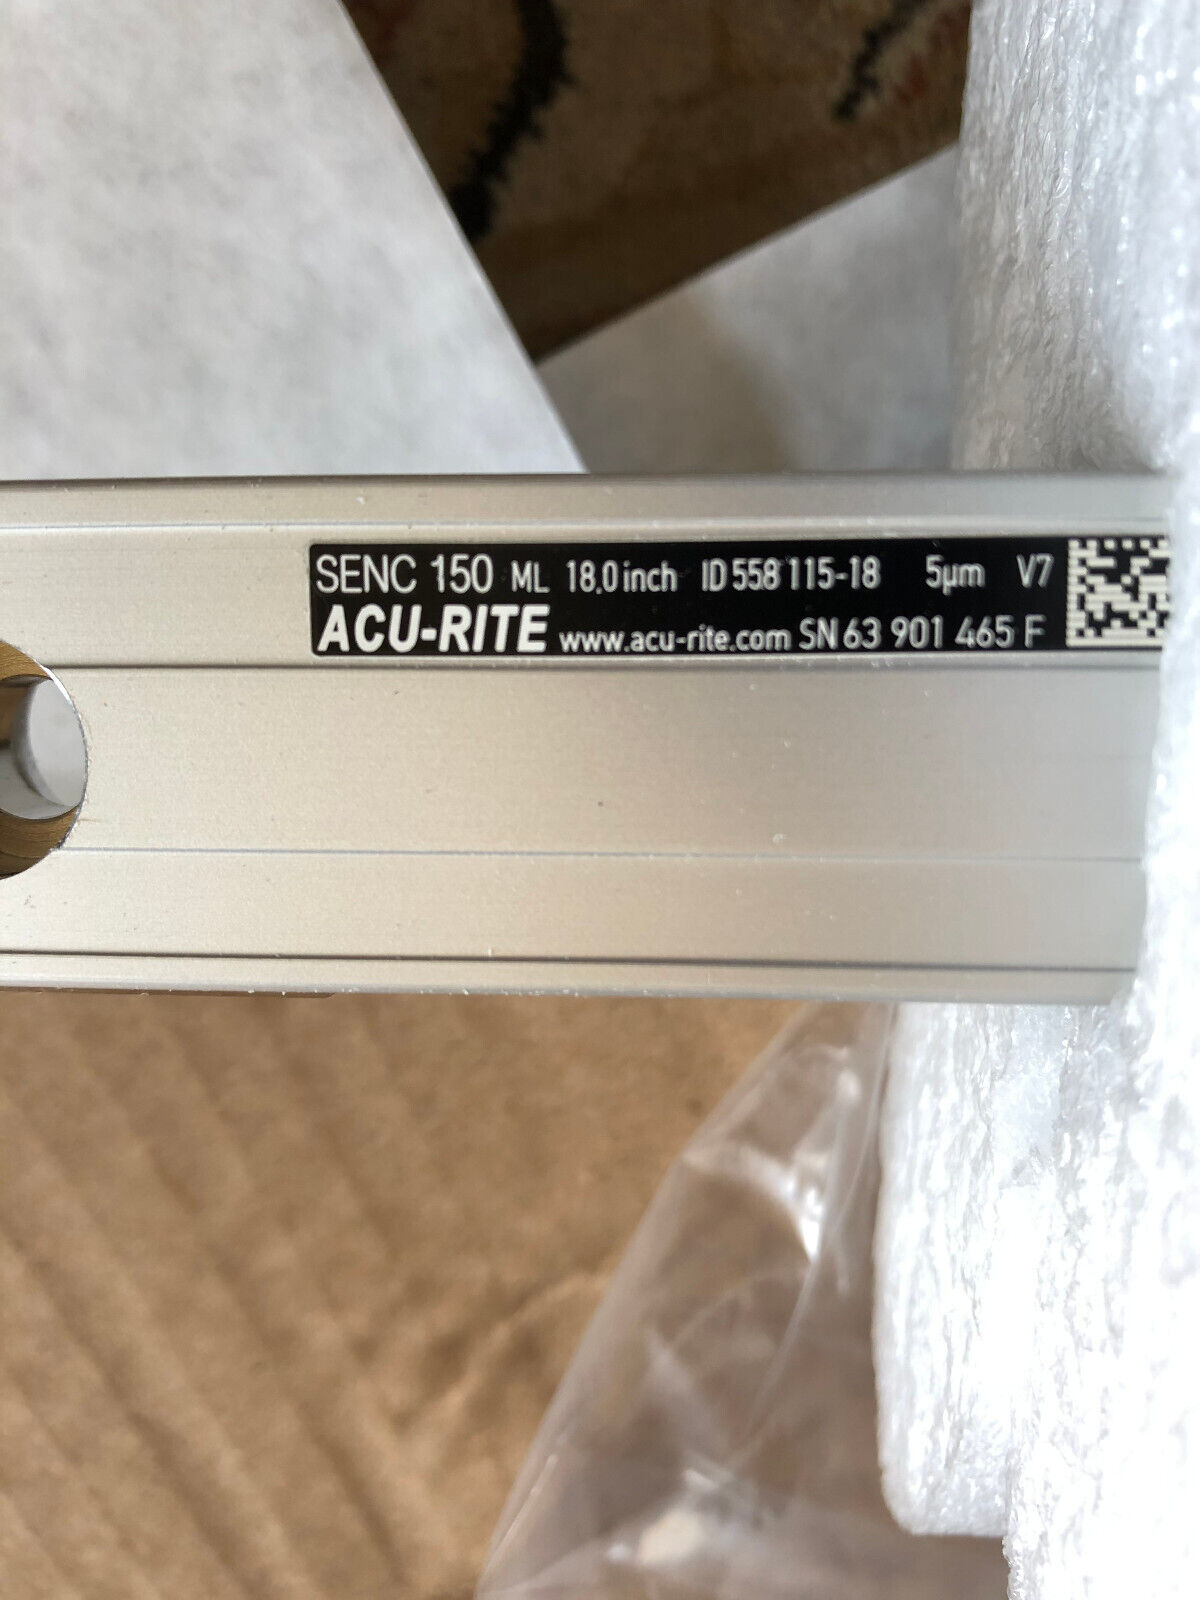 SENC 150 ML 18.0 inch ID 558 115-18 5µm V7
ACU-RITE www.acu-rite.com SN 63 901 465 F